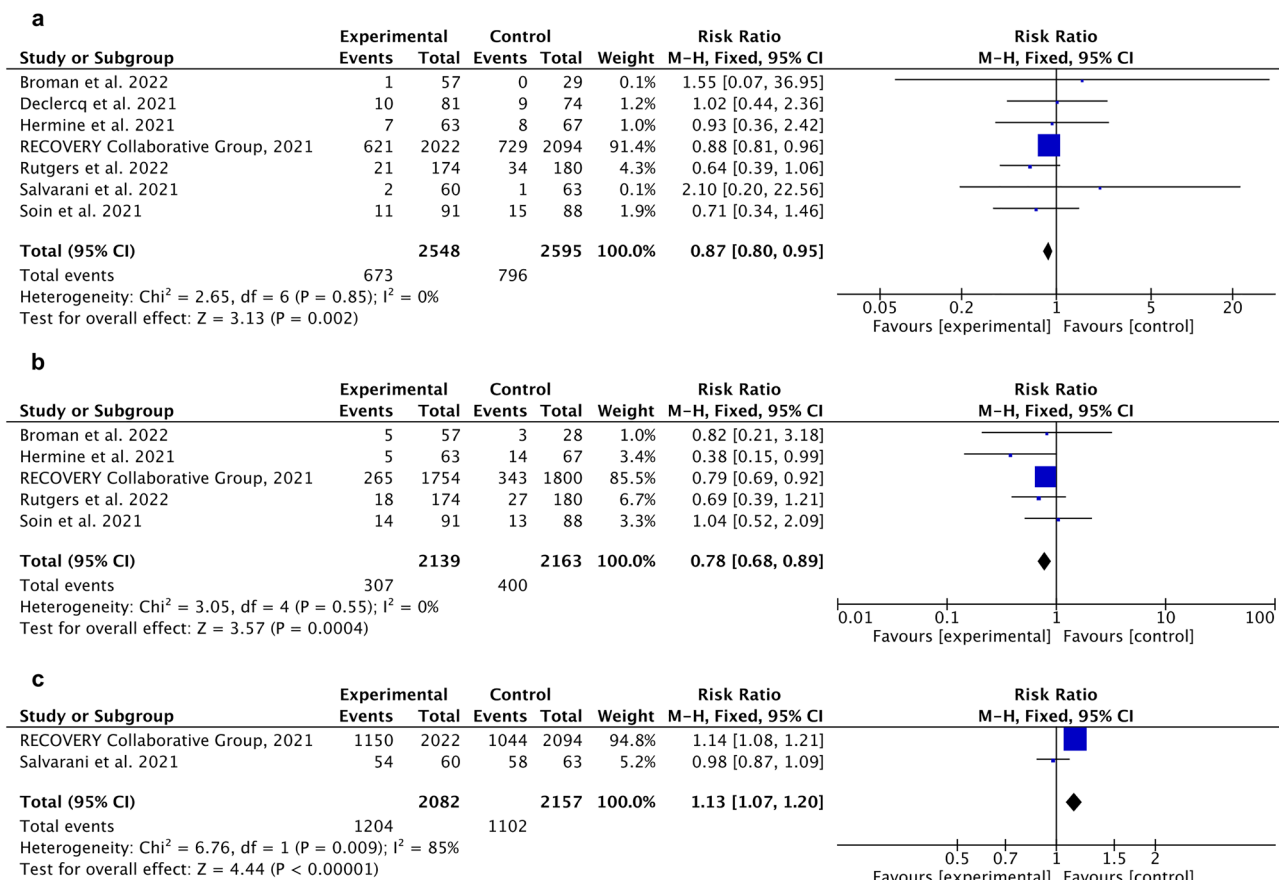 a
Experimental Control Risk Ratio Risk Ratio
Study or Subgroup Events Total Events Total Weight M-H, Fixed, 95% CI M-H, Fixed, 95% CI
Broman et al. 2022 1 57 0 29 0.1% 1.55 [0.07, 36.95]
Declercq et al. 2021 10 81 9 74 1.2% 1.02 [0.44, 2.36]
Hermine et al. 2021 7 63 8 67 1.0% 0.93 [0.36, 2.42]
RECOVERY Collaborative Group, 2021 621 2022 729 2094 91.4% 0.88 [0.81, 0.96]
Rutgers et al. 2022 21 174 34 180 4.3% 0.64 [0.39, 1.06]
Salvarani et al. 2021 2 60 1 63 0.1% 2.10 [0.20, 22.56]
Soin et al. 2021 11 91 15 88 1.9% 0.71 [0.34, 1.46]
Total (95% CI) 2548 2595 100.0% 0.87 [0.80, 0.95]
Total events 673 796
Heterogeneity: Chi² = 2.65, df = 6 (P = 0.85); I² = 0%
Test for overall effect: Z = 3.13 (P = 0.002)
0.05 0.2 1 5 20
Favours [experimental] Favours [control]
b
Experimental Control Risk Ratio Risk Ratio
Study or Subgroup Events Total Events Total Weight M-H, Fixed, 95% CI M-H, Fixed, 95% CI
Broman et al. 2022 5 57 3 28 1.0% 0.82 [0.21, 3.18]
Hermine et al. 2021 5 63 14 67 3.4% 0.38 [0.15, 0.99]
RECOVERY Collaborative Group, 2021 265 1754 343 1800 85.5% 0.79 [0.69, 0.92]
Rutgers et al. 2022 18 174 27 180 6.7% 0.69 [0.39, 1.21]
Soin et al. 2021 14 91 13 88 3.3% 1.04 [0.52, 2.09]
Total (95% CI) 2139 2163 100.0% 0.78 [0.68, 0.89]
Total events 307 400
Heterogeneity: Chi² = 3.05, df = 4 (P = 0.55); I² = 0%
Test for overall effect: Z = 3.57 (P = 0.0004)
0.01 0.1 1 10 100
Favours [experimental] Favours [control]
c
Experimental Control Risk Ratio Risk Ratio
Study or Subgroup Events Total Events Total Weight M-H, Fixed, 95% CI M-H, Fixed, 95% CI
RECOVERY Collaborative Group, 2021 1150 2022 1044 2094 94.8% 1.14 [1.08, 1.21]
Salvarani et al. 2021 54 60 58 63 5.2% 0.98 [0.87, 1.09]
Total (95% CI) 2082 2157 100.0% 1.13 [1.07, 1.20]
Total events 1204 1102
Heterogeneity: Chi² = 6.76, df = 1 (P = 0.009); I² = 85%
Test for overall effect: Z = 4.44 (P < 0.00001)
0.5 0.7 1 1.5 2
Favours [experimental] Favours [control]